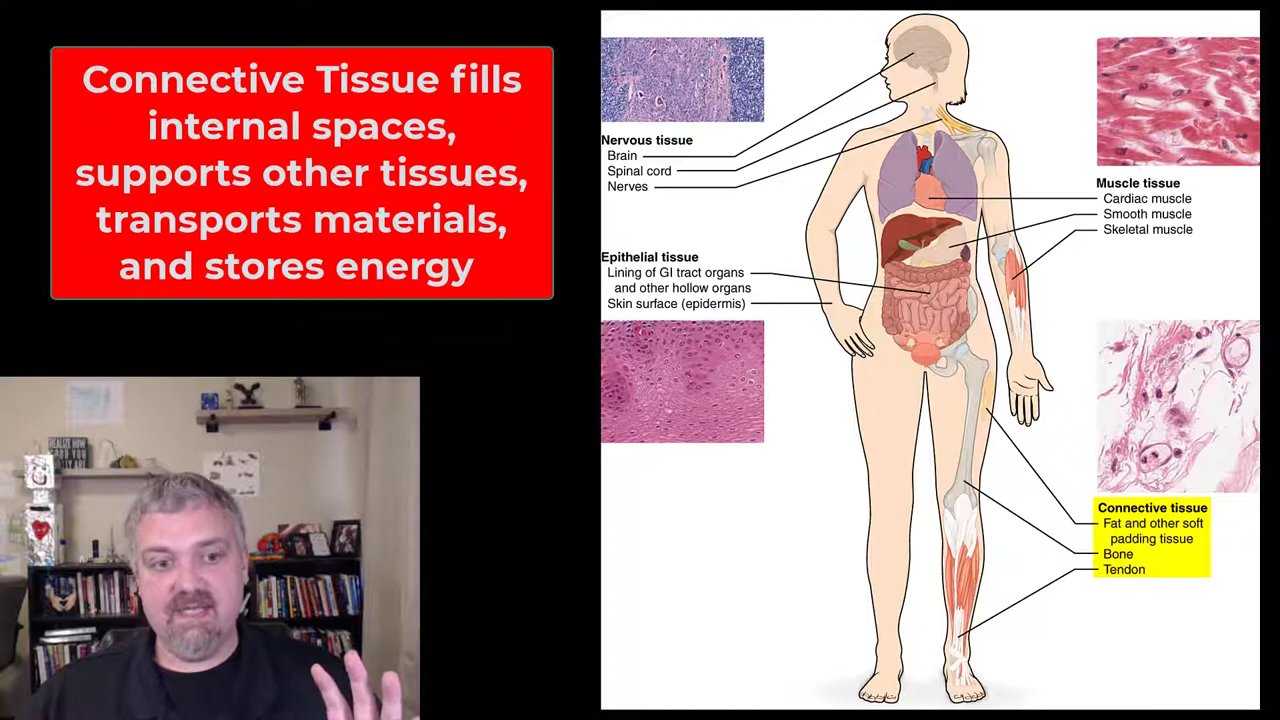 Connective Tissue fills
internal spaces,
supports other tissues,
transports materials,
and stores energy
Nervous tissue
Brain
Spinal cord
Nerves
Epithelial tissue
Lining of GI tract organs
and other hollow organs
Skin surface (epidermis)
Muscle tissue
Cardiac muscle
Smooth muscle
Skeletal muscle
Connective tissue
Fat and other soft
padding tissue
Bone
Tendon